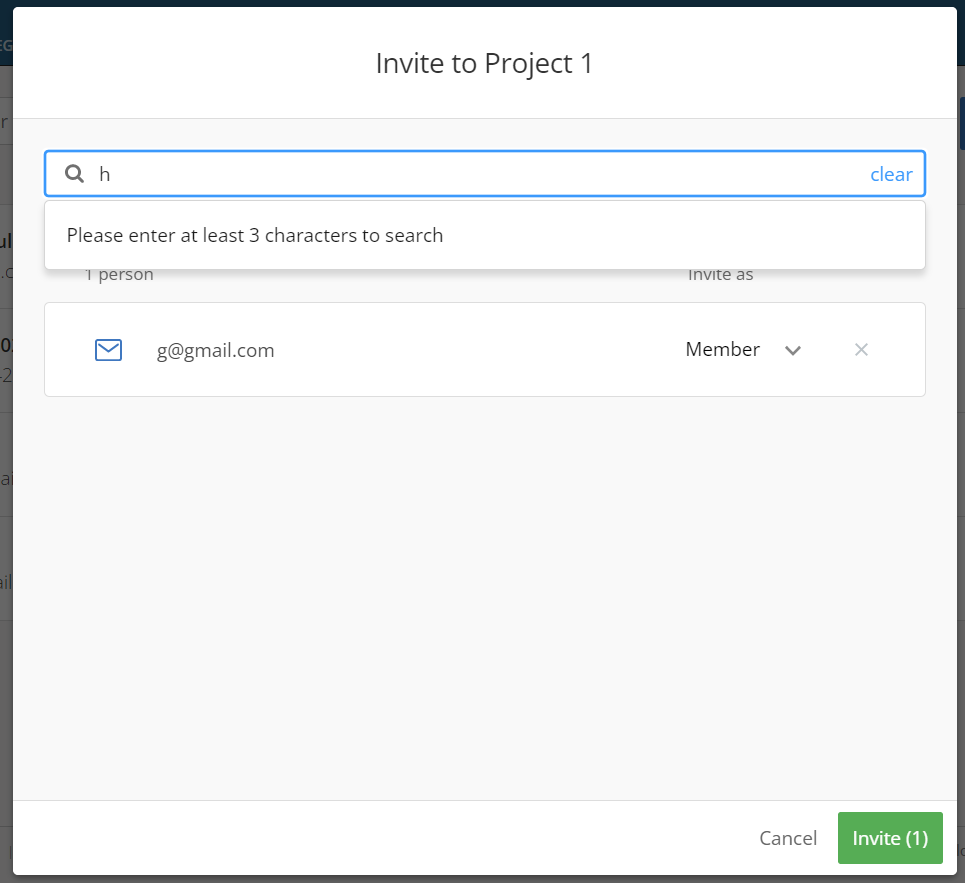 Invite to Project 1
h
clear
Please enter at least 3 characters to search
1 person
Invite as
g@gmail.com
Member
Cancel
Invite (1)